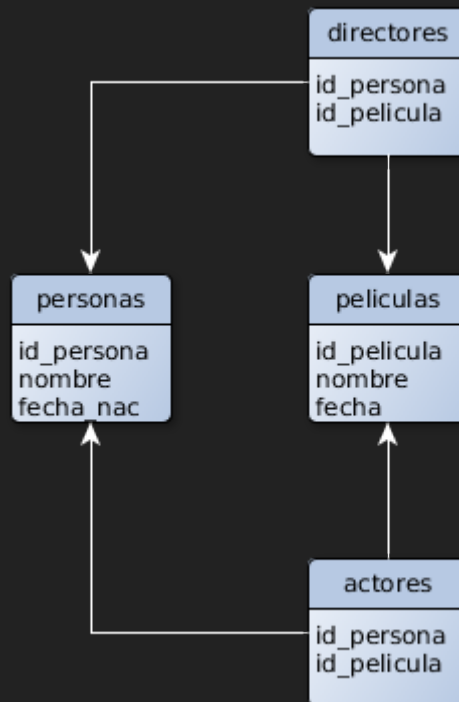 directores
id_persona
id_pelicula
personas
id_persona
nombre
fecha_nac
peliculas
id_pelicula
nombre
fecha
actores
id_persona
id_pelicula